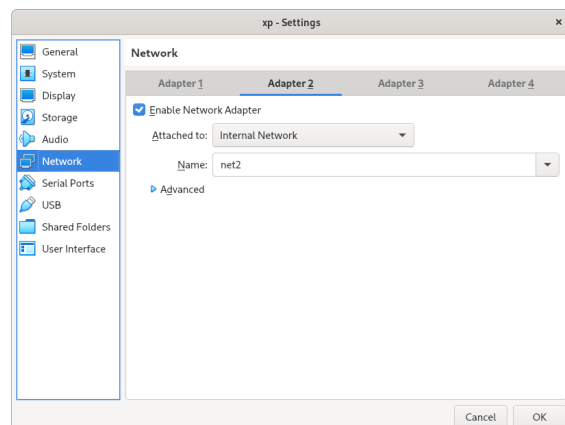 xp - Settings
General
System
Display
Storage
Audio
Network
Serial Ports
USB
Shared Folders
User Interface
Network
Adapter 1 Adapter 2 Adapter 3 Adapter 4
Enable Network Adapter
Attached to: Internal Network
Name: net2
Advanced
Cancel OK